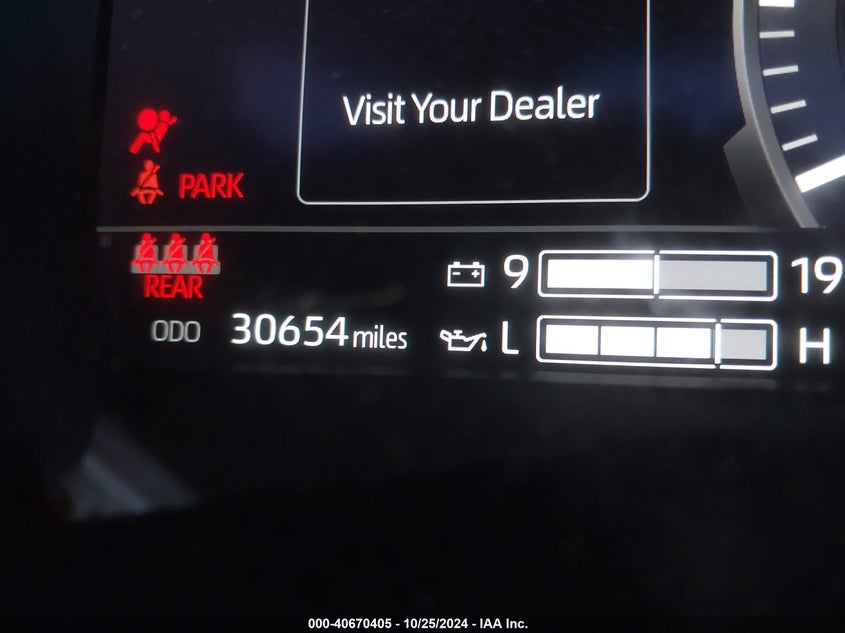 Visit Your Dealer
PARK
REAR
9 19
ODO 30654 miles
L H
000-40670405 - 10/25/2024 - IAA Inc.